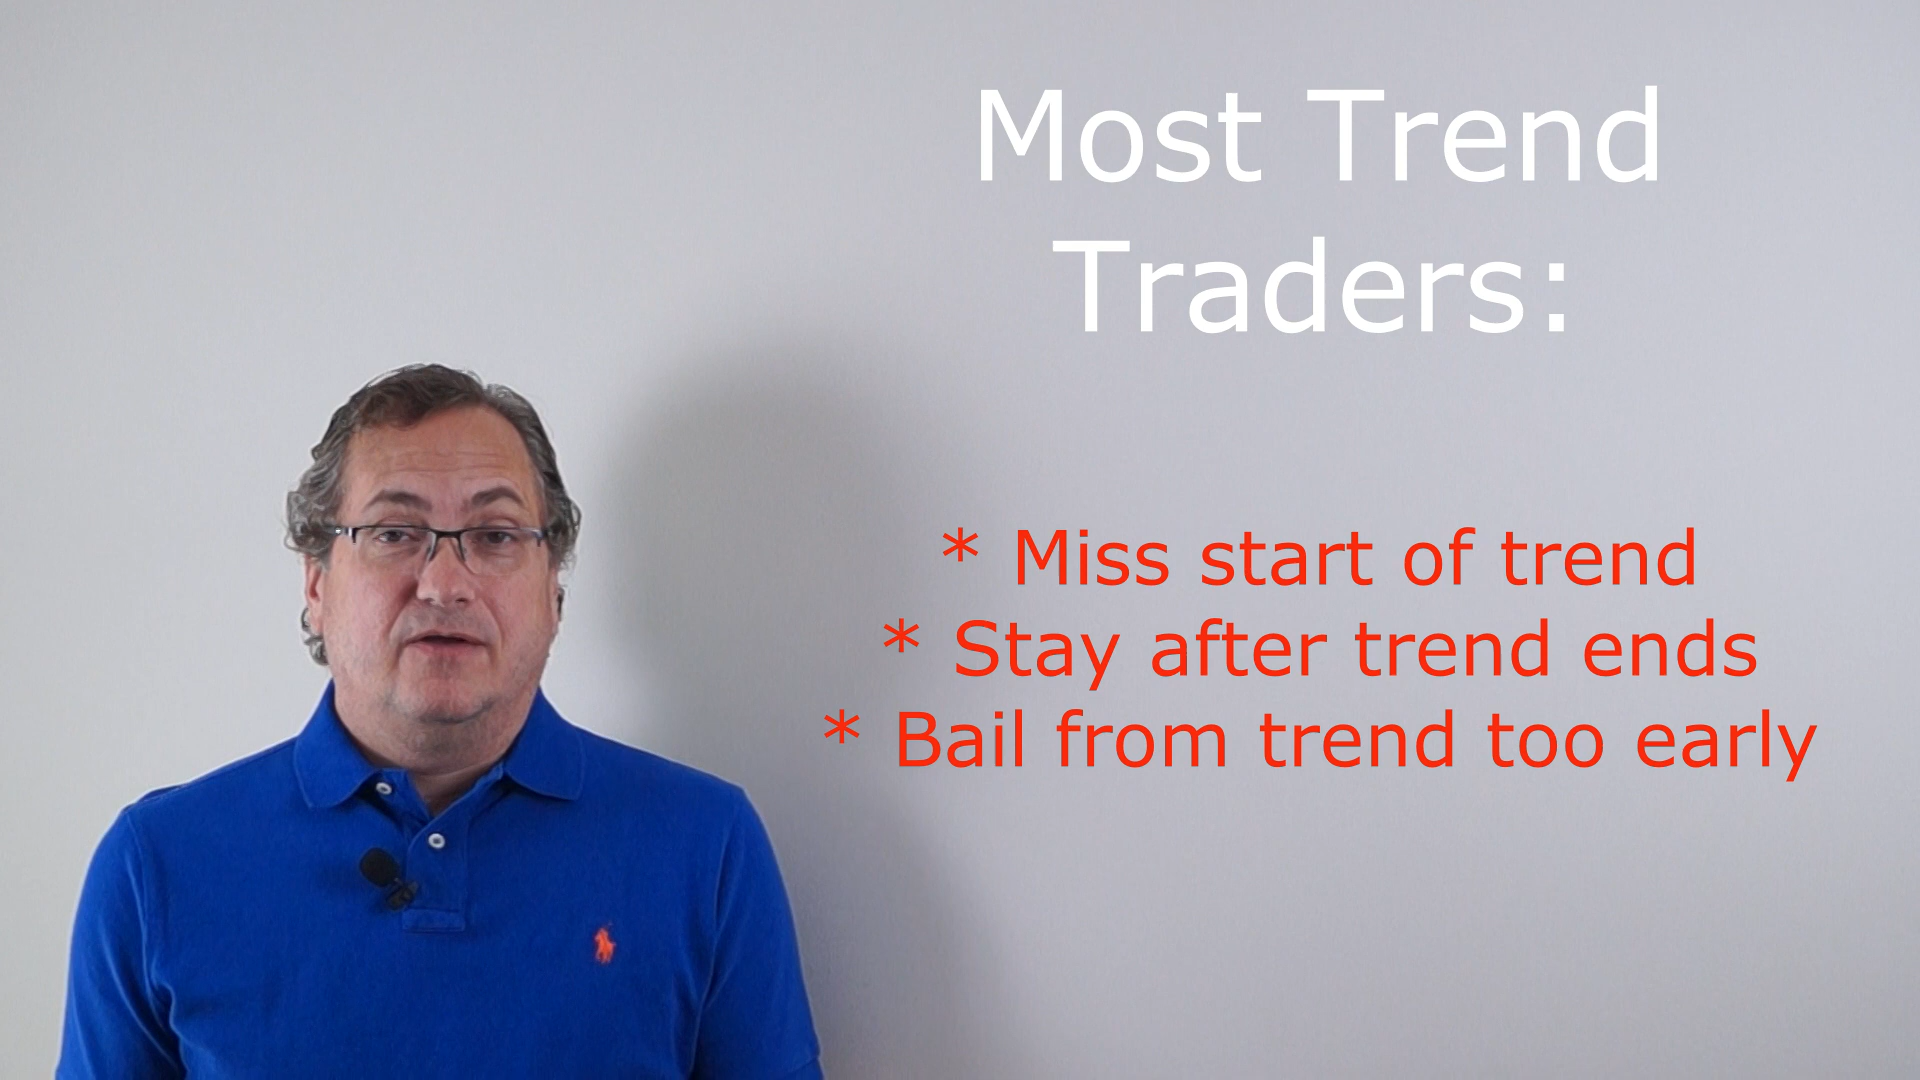 Most Trend
Traders:
* Miss start of trend
* Stay after trend ends
* Bail from trend too early